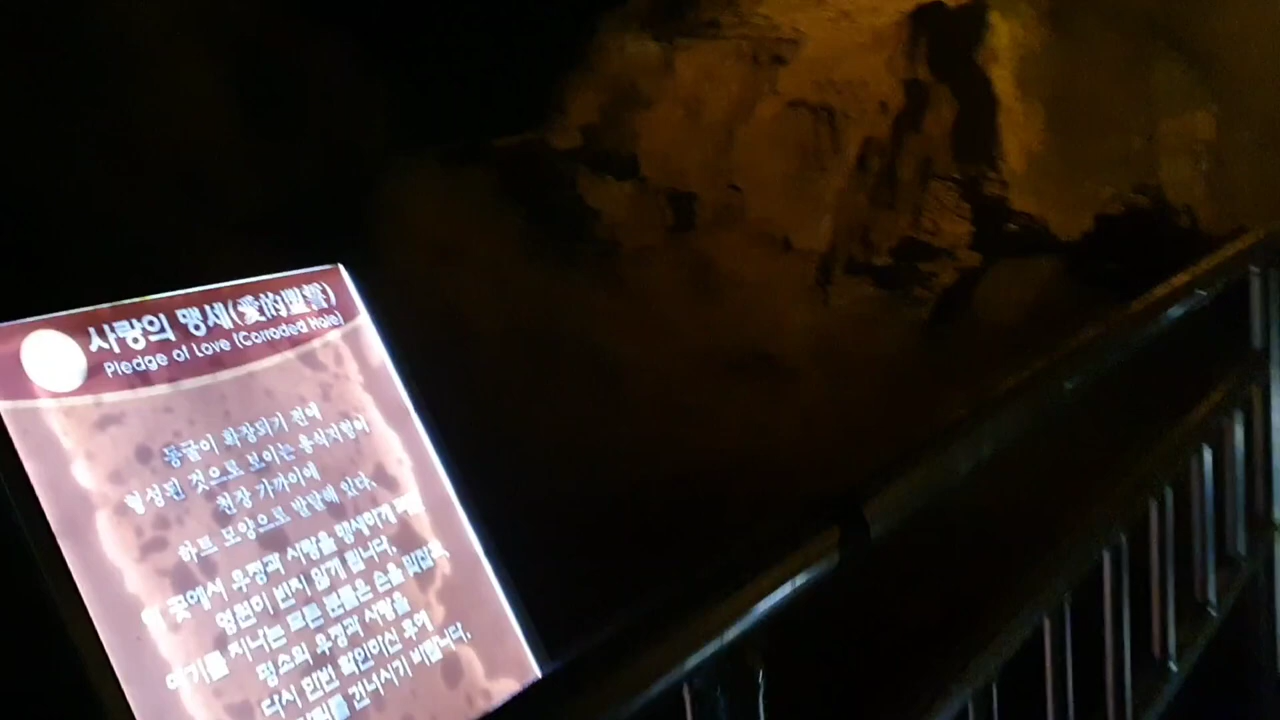 사랑의 맹세(愛的盟誓)
Pledge of Love (Corroded Hole)
동굴이 확장되기 전에
형성된 것으로 보이는 용식지형이
천장 가까이에
하트 모양으로 발달해 있다.
이 곳에서 우정과 사랑을 맹세하게 되면
영원히 변치 않게 됩니다.
여기를 지나는 모든 분들은 손을 맞잡고
평소의 우정과 사랑을
다시 한번 확인하신 후에
건너시기 바랍니다.